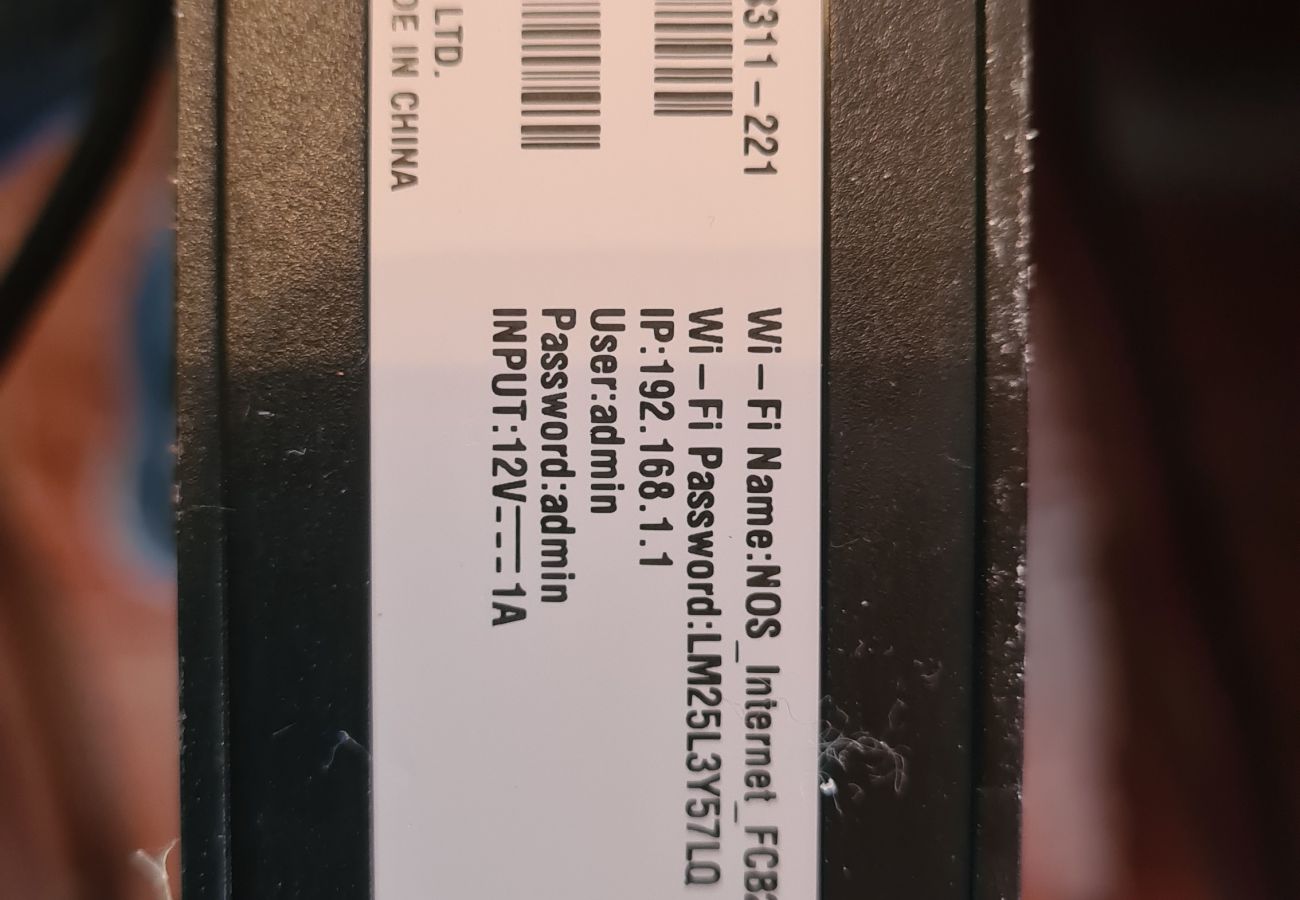 3311-221
LTD.
DE IN CHINA
Wi-Fi Name:NOS_Internet_FCB
Wi-Fi Password:LM25L3Y57LQ
IP:192.168.1.1
User:admin
Password:admin
INPUT:12V⎓1A